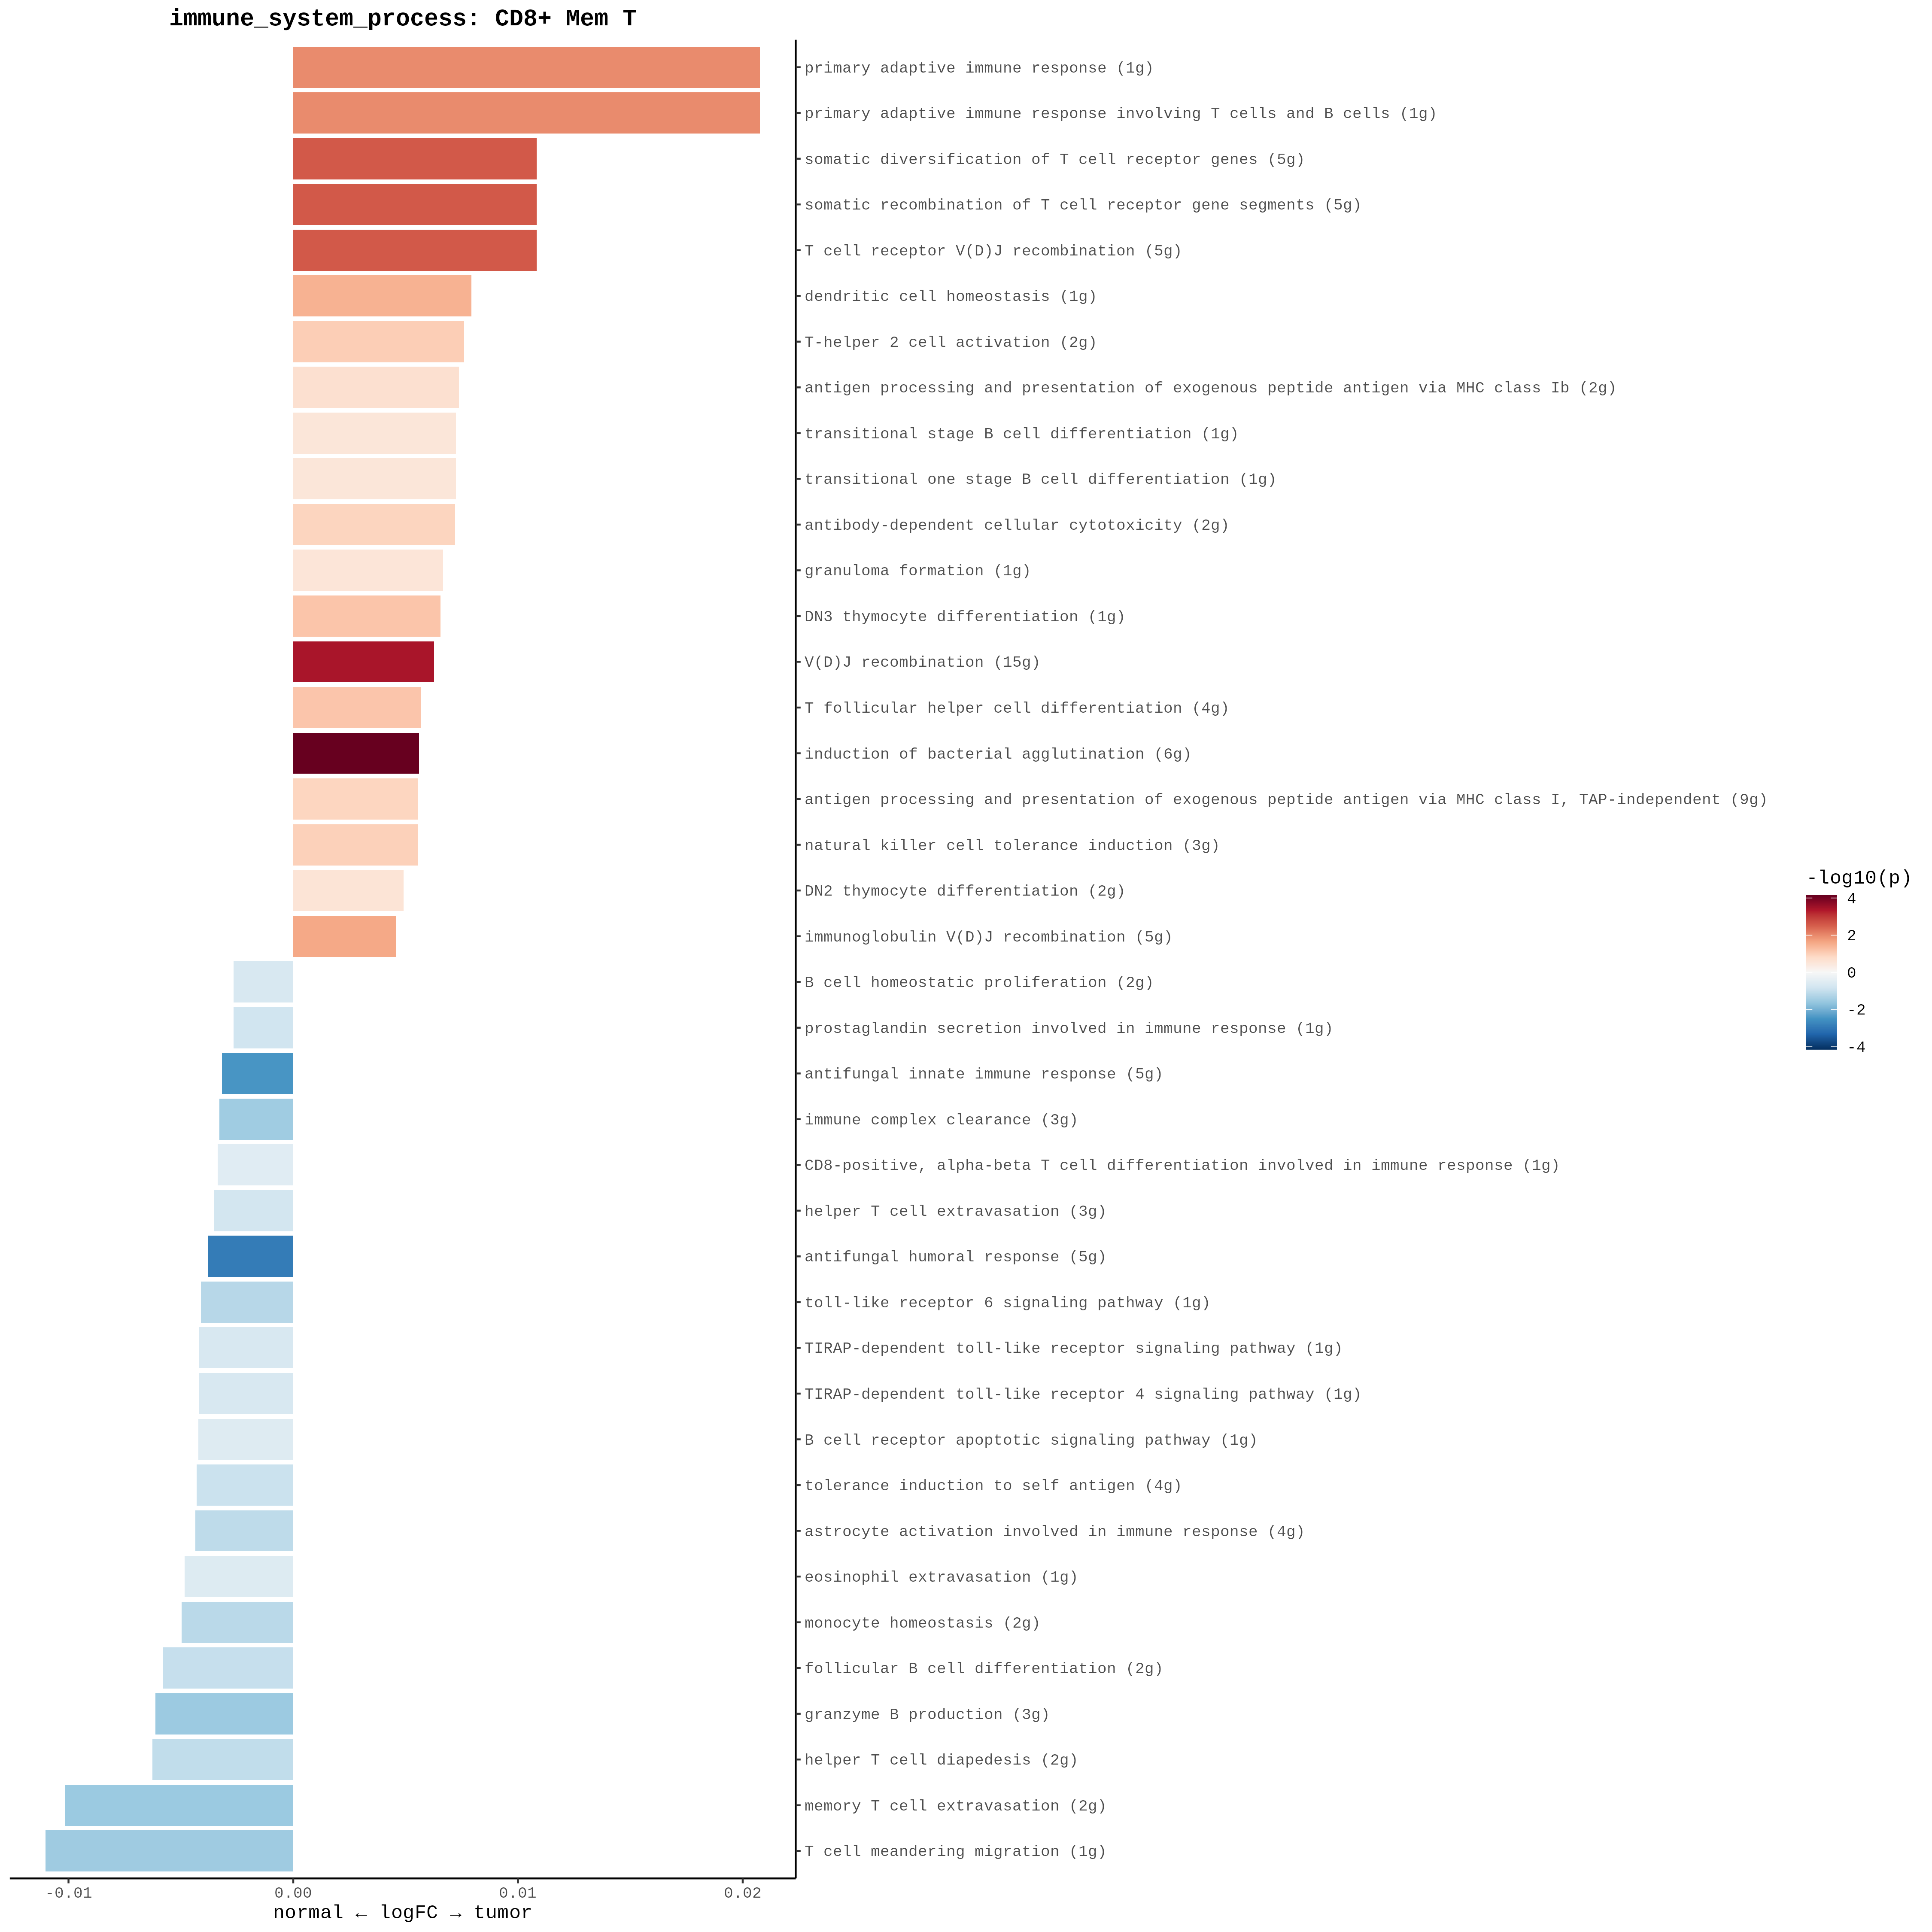 immune_system_process: CD8+ Mem T
primary adaptive immune response (1g)
primary adaptive immune response involving T cells and B cells (1g)
somatic diversification of T cell receptor genes (5g)
somatic recombination of T cell receptor gene segments (5g)
T cell receptor V(D)J recombination (5g)
dendritic cell homeostasis (1g)
T-helper 2 cell activation (2g)
antigen processing and presentation of exogenous peptide antigen via MHC class Ib (2g)
transitional stage B cell differentiation (1g)
transitional one stage B cell differentiation (1g)
antibody-dependent cellular cytotoxicity (2g)
granuloma formation (1g)
DN3 thymocyte differentiation (1g)
V(D)J recombination (15g)
T follicular helper cell differentiation (4g)
induction of bacterial agglutination (6g)
antigen processing and presentation of exogenous peptide antigen via MHC class I, TAP-independent (9g)
natural killer cell tolerance induction (3g)
DN2 thymocyte differentiation (2g)
immunoglobulin V(D)J recombination (5g)
B cell homeostatic proliferation (2g)
prostaglandin secretion involved in immune response (1g)
antifungal innate immune response (5g)
immune complex clearance (3g)
CD8-positive, alpha-beta T cell differentiation involved in immune response (1g)
helper T cell extravasation (3g)
antifungal humoral response (5g)
toll-like receptor 6 signaling pathway (1g)
TIRAP-dependent toll-like receptor signaling pathway (1g)
TIRAP-dependent toll-like receptor 4 signaling pathway (1g)
B cell receptor apoptotic signaling pathway (1g)
tolerance induction to self antigen (4g)
astrocyte activation involved in immune response (4g)
eosinophil extravasation (1g)
monocyte homeostasis (2g)
follicular B cell differentiation (2g)
granzyme B production (3g)
helper T cell diapedesis (2g)
memory T cell extravasation (2g)
T cell meandering migration (1g)
-0.01 0.00 0.01 0.02
normal ← logFC → tumor
-log10(p)
4
2
0
-2
-4